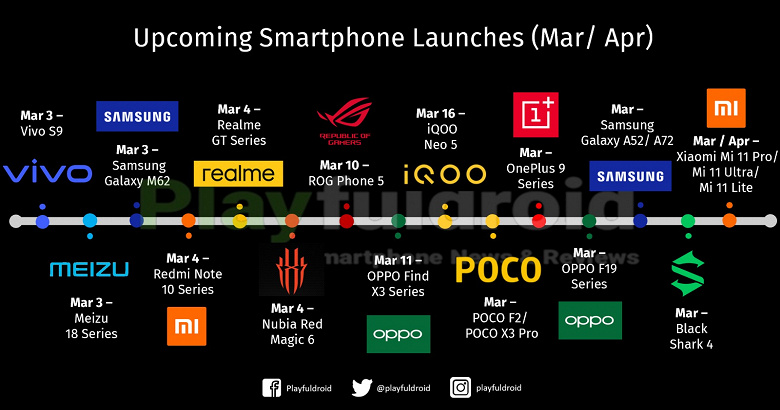 Upcoming Smartphone Launches (Mar/ Apr)
Mar 3 –
Vivo S9
vivo
SAMSUNG
Mar 3 –
Samsung
Galaxy M62
Mar 4 –
Realme
GT Series
realme
REPUBLIC OF
GAMERS
Mar 10 –
ROG Phone 5
Mar 16 –
iQOO
Neo 5
iQOO
1+
Mar –
OnePlus 9
Series
Mar –
Samsung
Galaxy A52/ A72
SAMSUNG
mi
Mar / Apr –
Xiaomi Mi 11 Pro/
Mi 11 Ultra/
Mi 11 Lite
Playfuldroid
martphone News & Reviews
MEIZU
Mar 3 –
Meizu
18 Series
Mar 4 –
Redmi Note
10 Series
mi
Mar 4 –
Nubia Red
Magic 6
Mar 11 –
OPPO Find
X3 Series
oppo
POCO
Mar –
POCO F2/
POCO X3 Pro
Mar –
OPPO F19
Series
oppo
Mar –
Black
Shark 4
Playfuldroid
@playfuldroid
playfuldroid